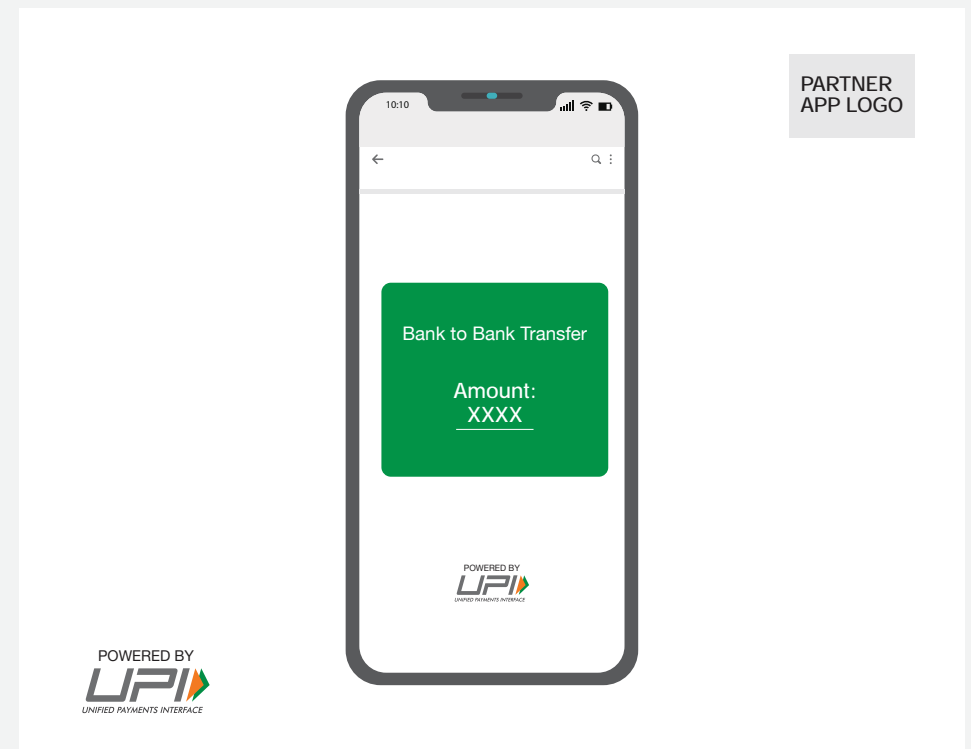 PARTNER
APP LOGO
10:10
Bank to Bank Transfer
Amount:
XXXX
POWERED BY
UPI
UNIFIED PAYMENTS INTERFACE
POWERED BY
UPI
UNIFIED PAYMENTS INTERFACE